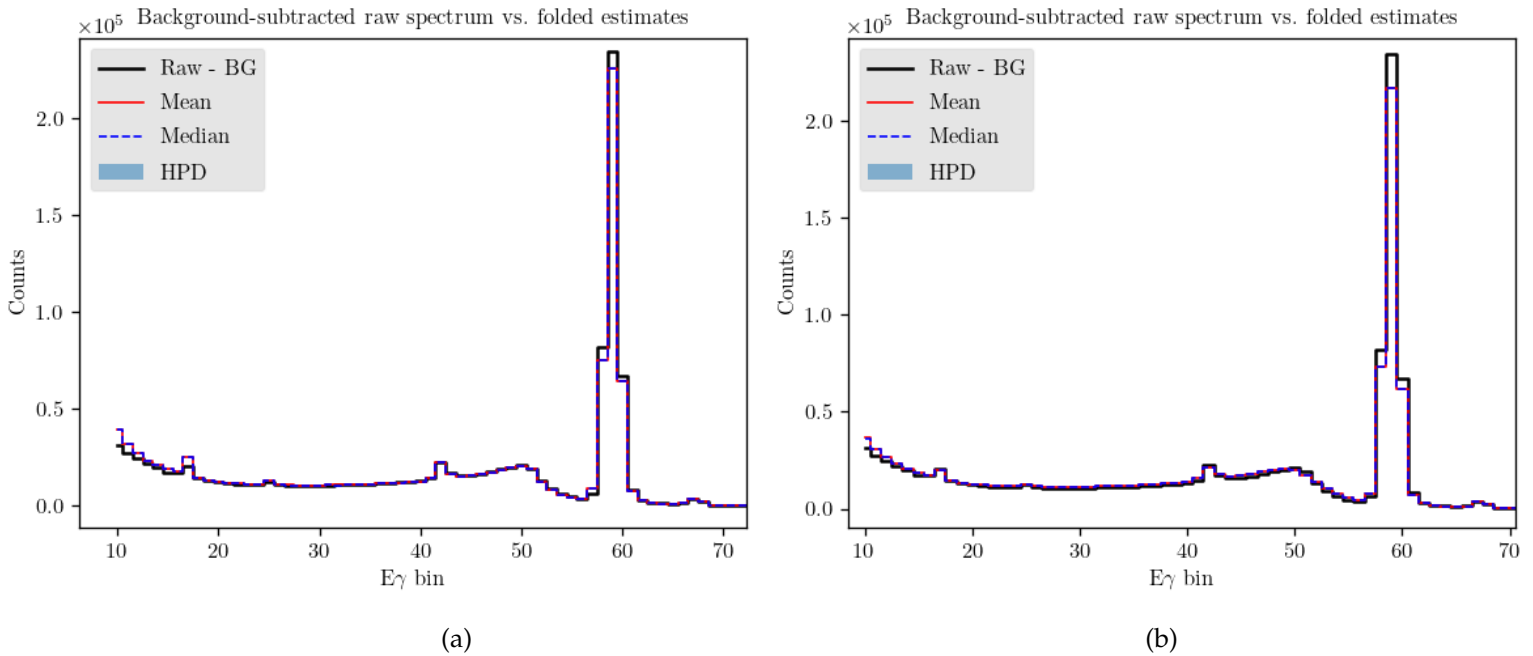 Background-subtracted raw spectrum vs. folded estimates
×10⁵
Raw - BG
Mean
Median
HPD
Counts
2.0
1.5
1.0
0.5
0.0
10 20 30 40 50 60 70
Eγ bin
(a)
Background-subtracted raw spectrum vs. folded estimates
×10⁵
Raw - BG
Mean
Median
HPD
Counts
2.0
1.5
1.0
0.5
0.0
10 20 30 40 50 60 70
Eγ bin
(b)